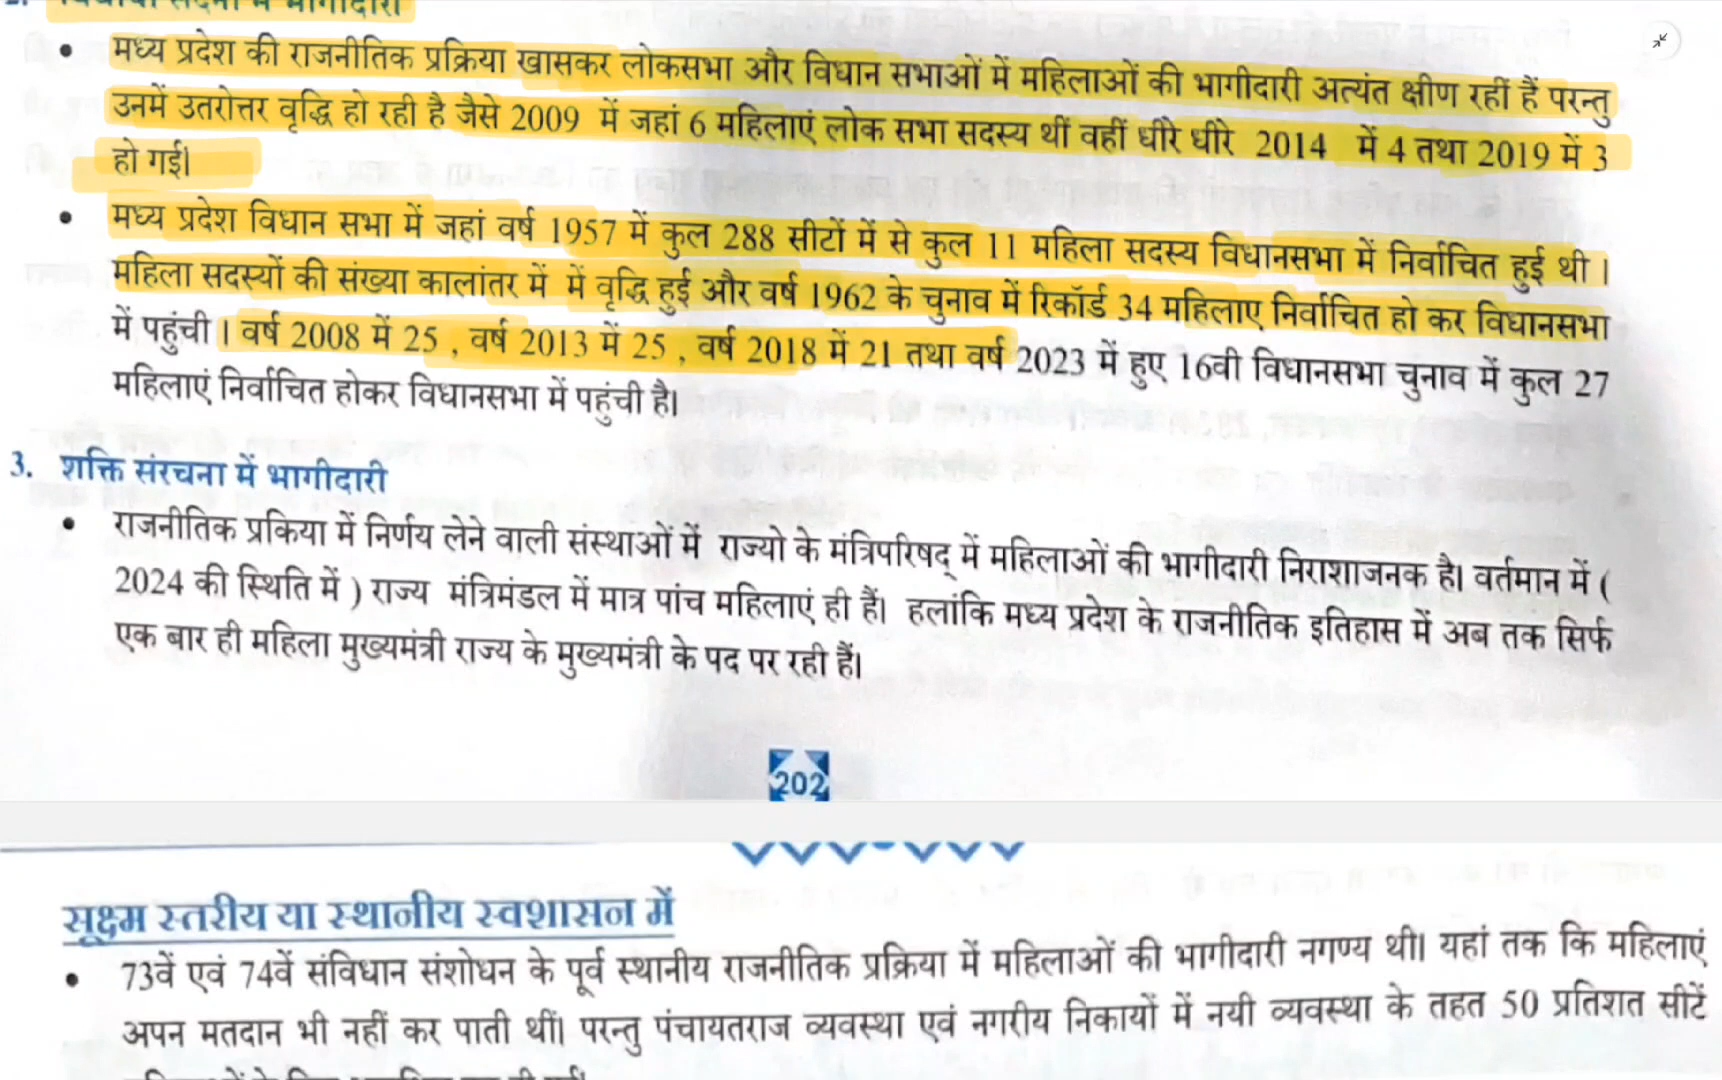 2. विधायी सदनों में भागीदारी
• मध्य प्रदेश की राजनीतिक प्रक्रिया खासकर लोकसभा और विधान सभाओं में महिलाओं की भागीदारी अत्यंत क्षीण रहीं हैं परन्तु
उनमें उतरोत्तर वृद्धि हो रही है जैसे 2009 में जहां 6 महिलाएं लोक सभा सदस्य थीं वहीं धीरे धीरे 2014 में 4 तथा 2019 में 3
हो गई।
• मध्य प्रदेश विधान सभा में जहां वर्ष 1957 में कुल 288 सीटों में से कुल 11 महिला सदस्य विधानसभा में निर्वाचित हुई थी ।
महिला सदस्यों की संख्या कालांतर में में वृद्धि हुई और वर्ष 1962 के चुनाव में रिकॉर्ड 34 महिलाए निर्वाचित हो कर विधानसभा
में पहुंची । वर्ष 2008 में 25 , वर्ष 2013 में 25 , वर्ष 2018 में 21 तथा वर्ष 2023 में हुए 16वी विधानसभा चुनाव में कुल 27
महिलाएं निर्वाचित होकर विधानसभा में पहुंची है।
3. शक्ति संरचना में भागीदारी
• राजनीतिक प्रकिया में निर्णय लेने वाली संस्थाओं में राज्यो के मंत्रिपरिषद् में महिलाओं की भागीदारी निराशाजनक है। वर्तमान में (
2024 की स्थिति में ) राज्य मंत्रिमंडल में मात्र पांच महिलाएं ही हैं। हलांकि मध्य प्रदेश के राजनीतिक इतिहास में अब तक सिर्फ
एक बार ही महिला मुख्यमंत्री राज्य के मुख्यमंत्री के पद पर रही हैं।
202
सूक्ष्म स्तरीय या स्थानीय स्वशासन में
• 73वें एवं 74वें संविधान संशोधन के पूर्व स्थानीय राजनीतिक प्रक्रिया में महिलाओं की भागीदारी नगण्य थी। यहां तक कि महिलाएं
अपन मतदान भी नहीं कर पाती थीं। परन्तु पंचायतराज व्यवस्था एवं नगरीय निकायों में नयी व्यवस्था के तहत 50 प्रतिशत सीटें